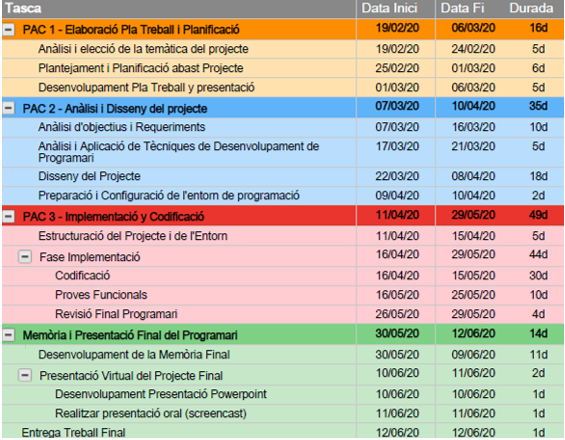 Tasca Data Inici Data Fi Durada
PAC 1 - Elaboració Pla Treball i Planificació 19/02/20 06/03/20 16d
Anàlisi i elecció de la temàtica del projecte 19/02/20 24/02/20 5d
Plantejament i Planificació abast Projecte 25/02/20 01/03/20 6d
Desenvolupament Pla Treball y presentació 01/03/20 06/03/20 5d
PAC 2 - Anàlisi i Disseny del projecte 07/03/20 10/04/20 35d
Anàlisi d'objectius i Requeriments 07/03/20 16/03/20 10d
Anàlisi i Aplicació de Tècniques de Desenvolupament de 17/03/20 21/03/20 5d
Programari
Disseny del Projecte 22/03/20 08/04/20 18d
Preparació i Configuració de l'entorn de programació 09/04/20 10/04/20 2d
PAC 3 - Implementació y Codificació 11/04/20 29/05/20 49d
Estructuració del Projecte i de l'Entorn 11/04/20 15/04/20 5d
Fase Implementació 16/04/20 29/05/20 44d
Codificació 16/04/20 15/05/20 30d
Proves Funcionals 16/05/20 25/05/20 10d
Revisió Final Programari 26/05/20 29/05/20 4d
Memòria i Presentació Final del Programari 30/05/20 12/06/20 14d
Desenvolupament de la Memòria Final 30/05/20 09/06/20 11d
Presentació Virtual del Projecte Final 10/06/20 11/06/20 2d
Desenvolupament Presentació Powerpoint 10/06/20 10/06/20 1d
Realitzar presentació oral (screencast) 11/06/20 11/06/20 1d
Entrega Treball Final 12/06/20 12/06/20 1d